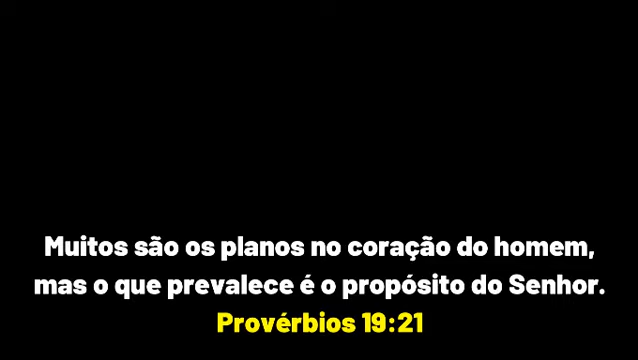 Muitos são os planos no coração do homem,
mas o que prevalece é o propósito do Senhor.
Provérbios 19:21